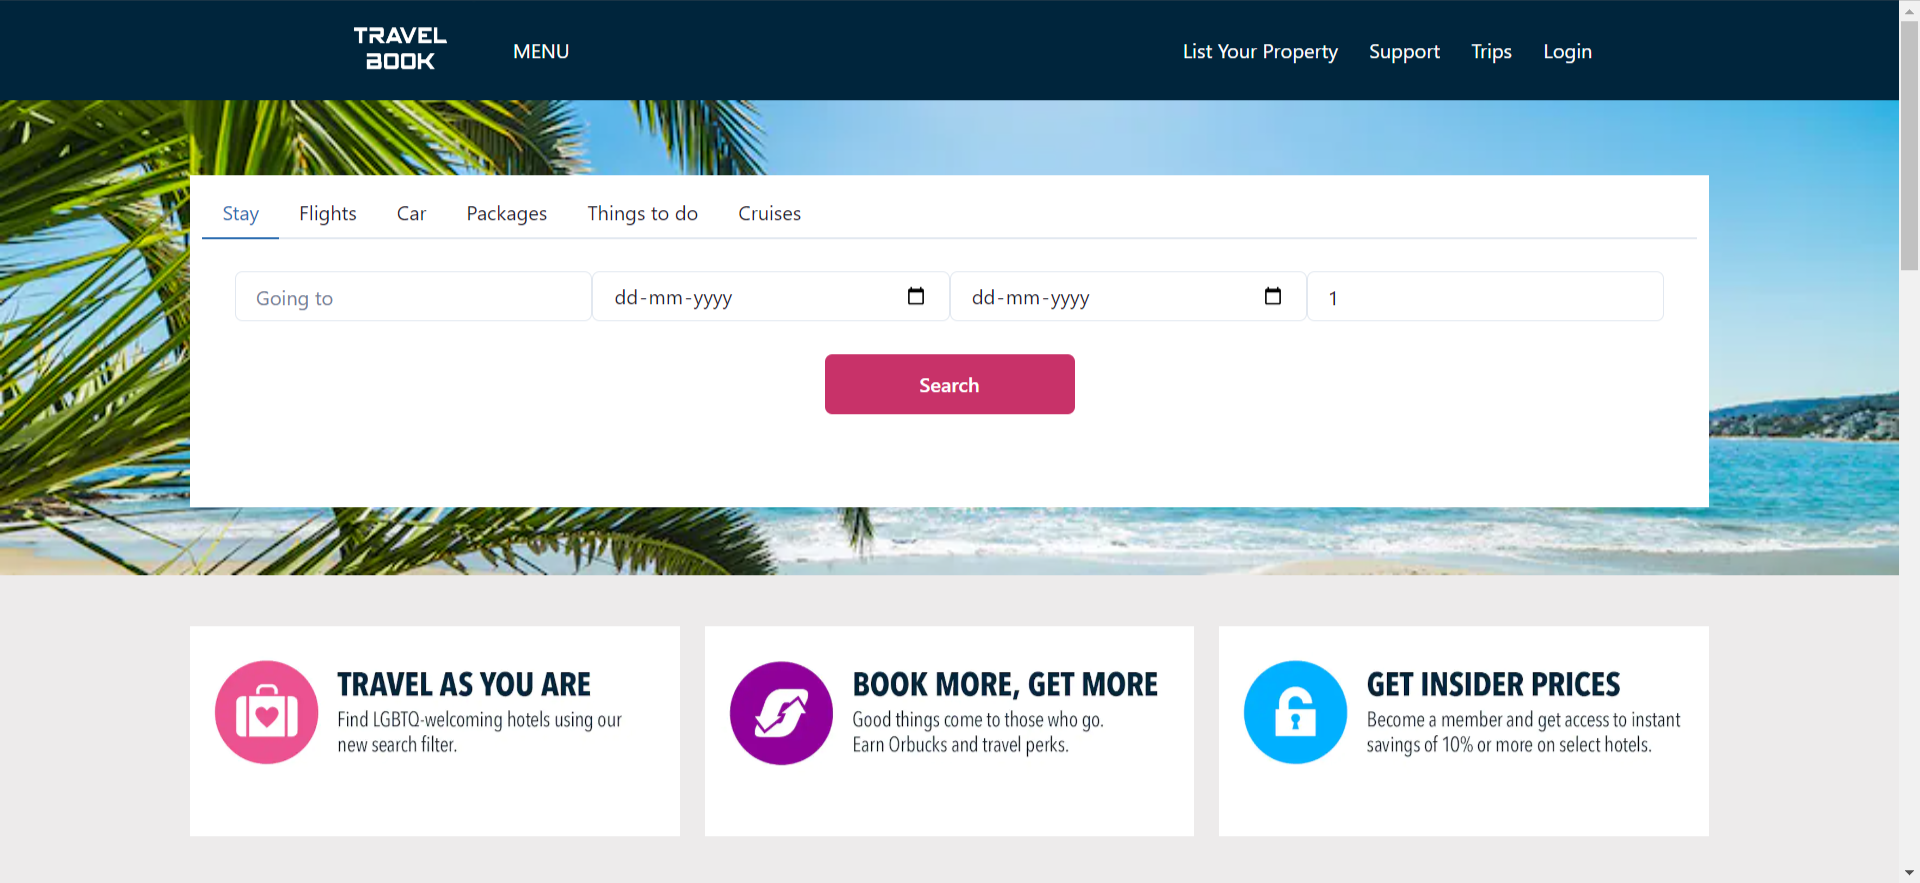 TRAVEL
BOOK
MENU
List Your Property
Support
Trips
Login
Stay
Flights
Car
Packages
Things to do
Cruises
Going to
dd-mm-yyyy
dd-mm-yyyy
1
Search
TRAVEL AS YOU ARE
Find LGBTQ-welcoming hotels using our
new search filter.
BOOK MORE, GET MORE
Good things come to those who go.
Earn Orbucks and travel perks.
GET INSIDER PRICES
Become a member and get access to instant
savings of 10% or more on select hotels.